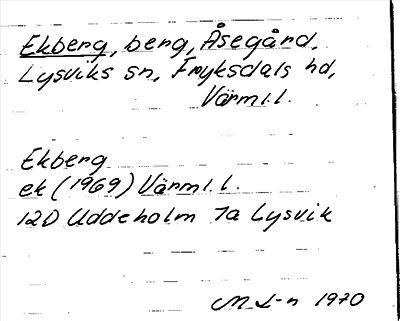 Ekberg, berg, Åsegård.
Lysviks sn, Fryksdals hd,
Värml.l.
Ekberg
ek (1969) Värml.l.
12D Uddeholm 7a Lysvik
M L-n 1970